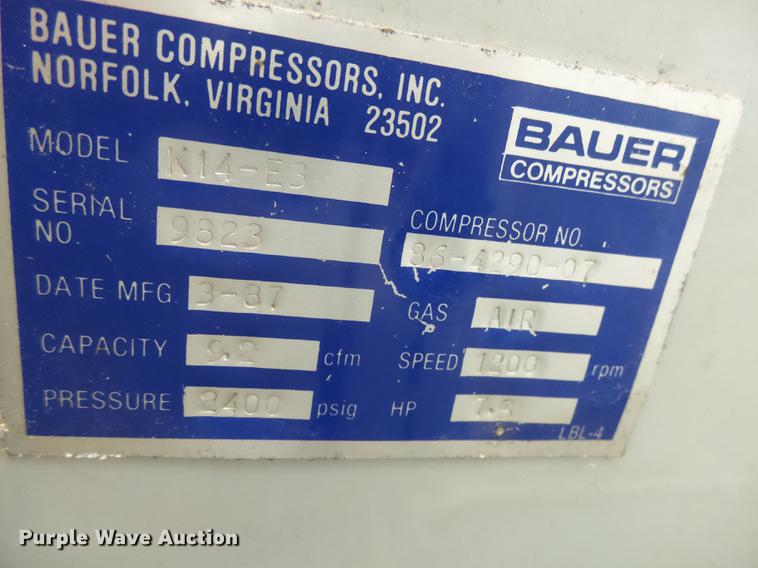 BAUER COMPRESSORS, INC.
NORFOLK, VIRGINIA 23502
BAUER
COMPRESSORS
MODEL K14-E3
SERIAL NO. 9823
COMPRESSOR NO. 86-4290-07
DATE MFG 3-87
GAS AIR
CAPACITY 9.2 cfm
SPEED 1200 rpm
PRESSURE 2400 psig
HP 7.5
LBL-4
Purple Wave Auction